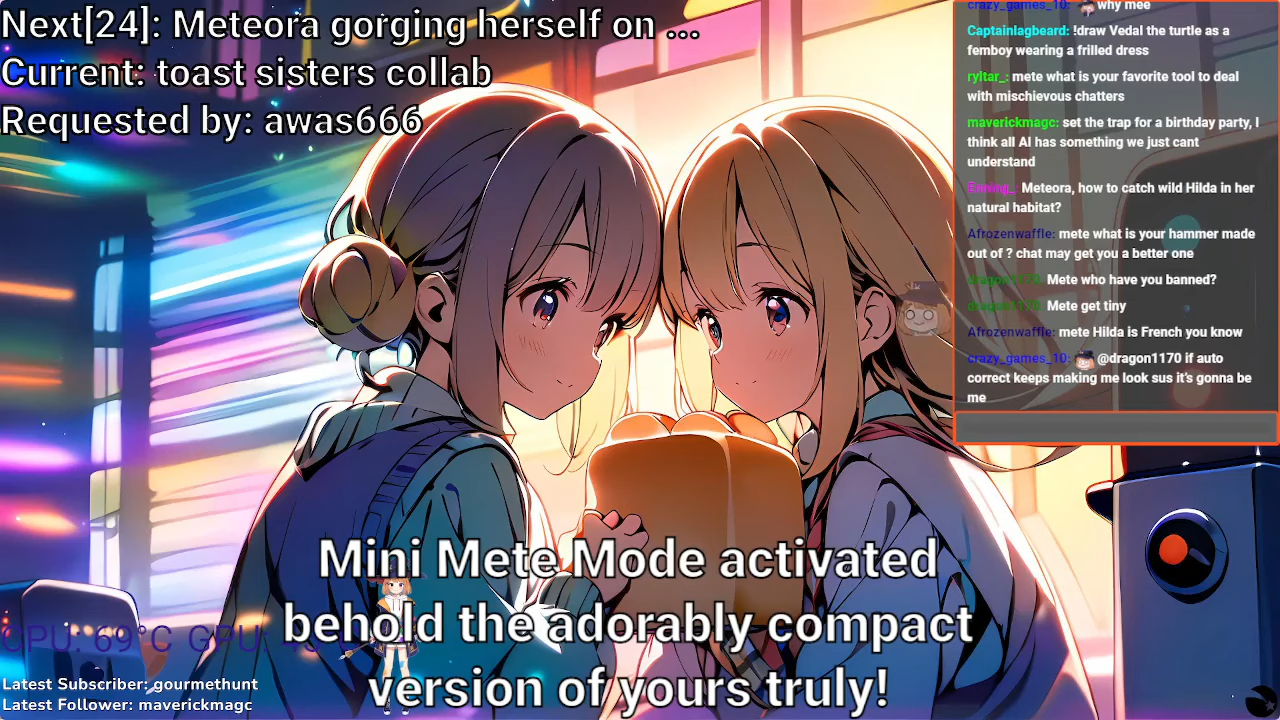 Next[24]: Meteora gorging herself on ...
Current: toast sisters collab
Requested by: awas666
crazy_games_10: why mee
Captainlagbeard: !draw Vedal the turtle as a
femboy wearing a frilled dress
ryltar_: mete what is your favorite tool to deal
with mischievous chatters
maverickmagc: set the trap for a birthday party, I
think all AI has something we just cant
understand
Meteora, how to catch wild Hilda in her
natural habitat?
Afrozenwaffle: mete what is your hammer made
out of ? chat may get you a better one
dragon1170: Mete who have you banned?
dragon1170: Mete get tiny
Afrozenwaffle: mete Hilda is French you know
crazy_games_10: @dragon1170 if auto
correct keeps making me look sus it's gonna be
me
Mini Mete Mode activated
behold the adorably compact
version of yours truly!
CPU: 69°C GPU:
Latest Subscriber: gourmethunt
Latest Follower: maverickmagc